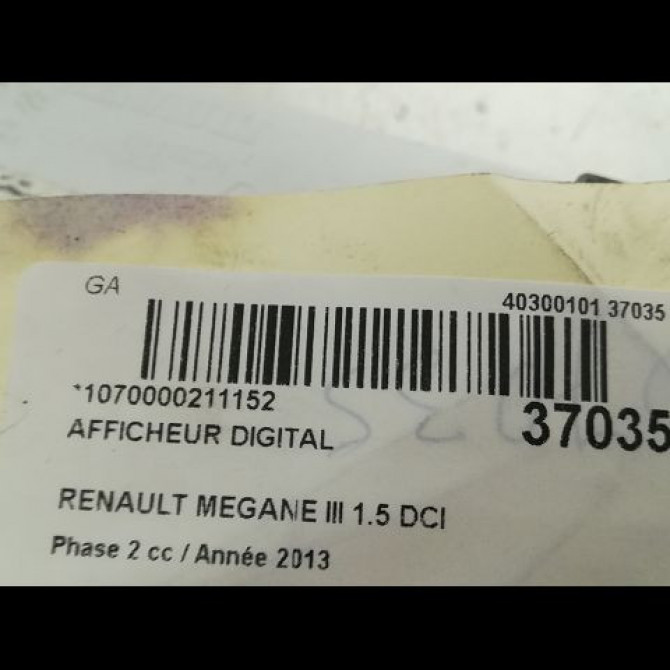 GA
40300101 37035
*1070000211152
37035
AFFICHEUR DIGITAL
RENAULT MEGANE III 1.5 DCI
Phase 2 cc / Année 2013